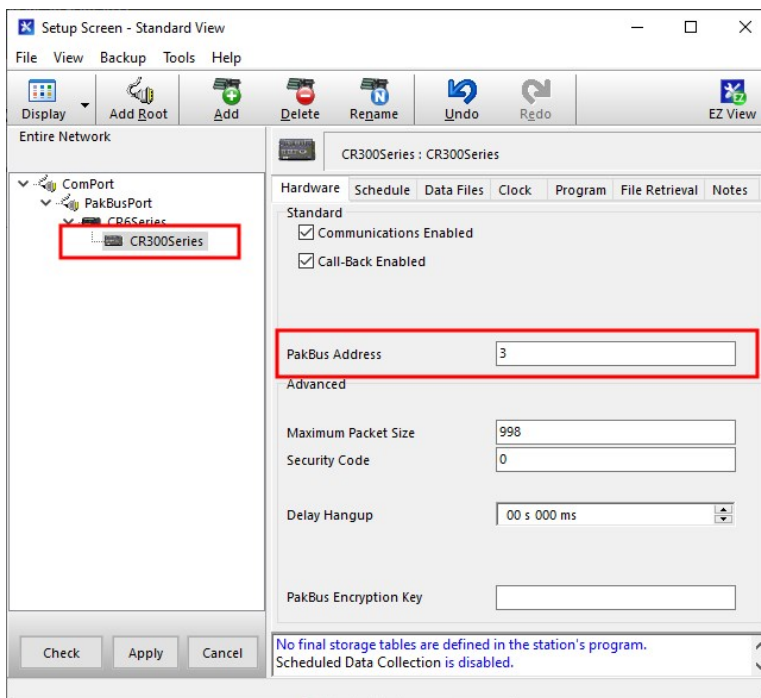 Setup Screen - Standard View
File View Backup Tools Help
Display Add Root Add Delete Rename Undo Redo EZ View
Entire Network
CR300Series : CR300Series
ComPort
PakBusPort
CR6Series
CR300Series
Hardware Schedule Data Files Clock Program File Retrieval Notes
Standard
Communications Enabled
Call-Back Enabled
PakBus Address 3
Advanced
Maximum Packet Size 998
Security Code 0
Delay Hangup 00 s 000 ms
PakBus Encryption Key
Check Apply Cancel
No final storage tables are defined in the station's program.
Scheduled Data Collection is disabled.